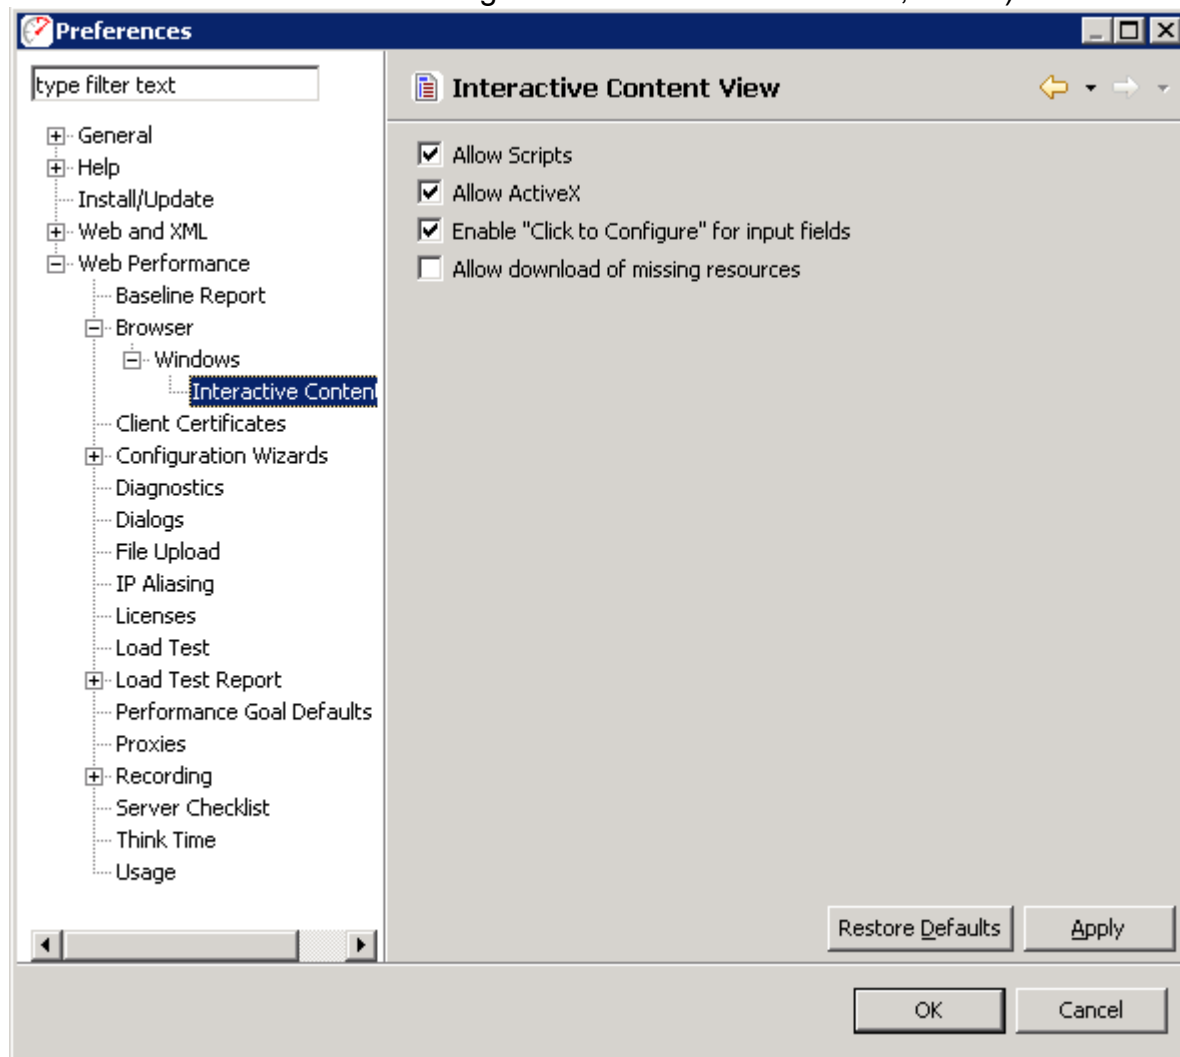 Preferences
type filter text
Interactive Content View
General
Help
Install/Update
Web and XML
Web Performance
Baseline Report
Browser
Windows
Interactive Conten
Client Certificates
Configuration Wizards
Diagnostics
Dialogs
File Upload
IP Aliasing
Licenses
Load Test
Load Test Report
Performance Goal Defaults
Proxies
Recording
Server Checklist
Think Time
Usage
Allow Scripts
Allow ActiveX
Enable "Click to Configure" for input fields
Allow download of missing resources
Restore Defaults
Apply
OK
Cancel